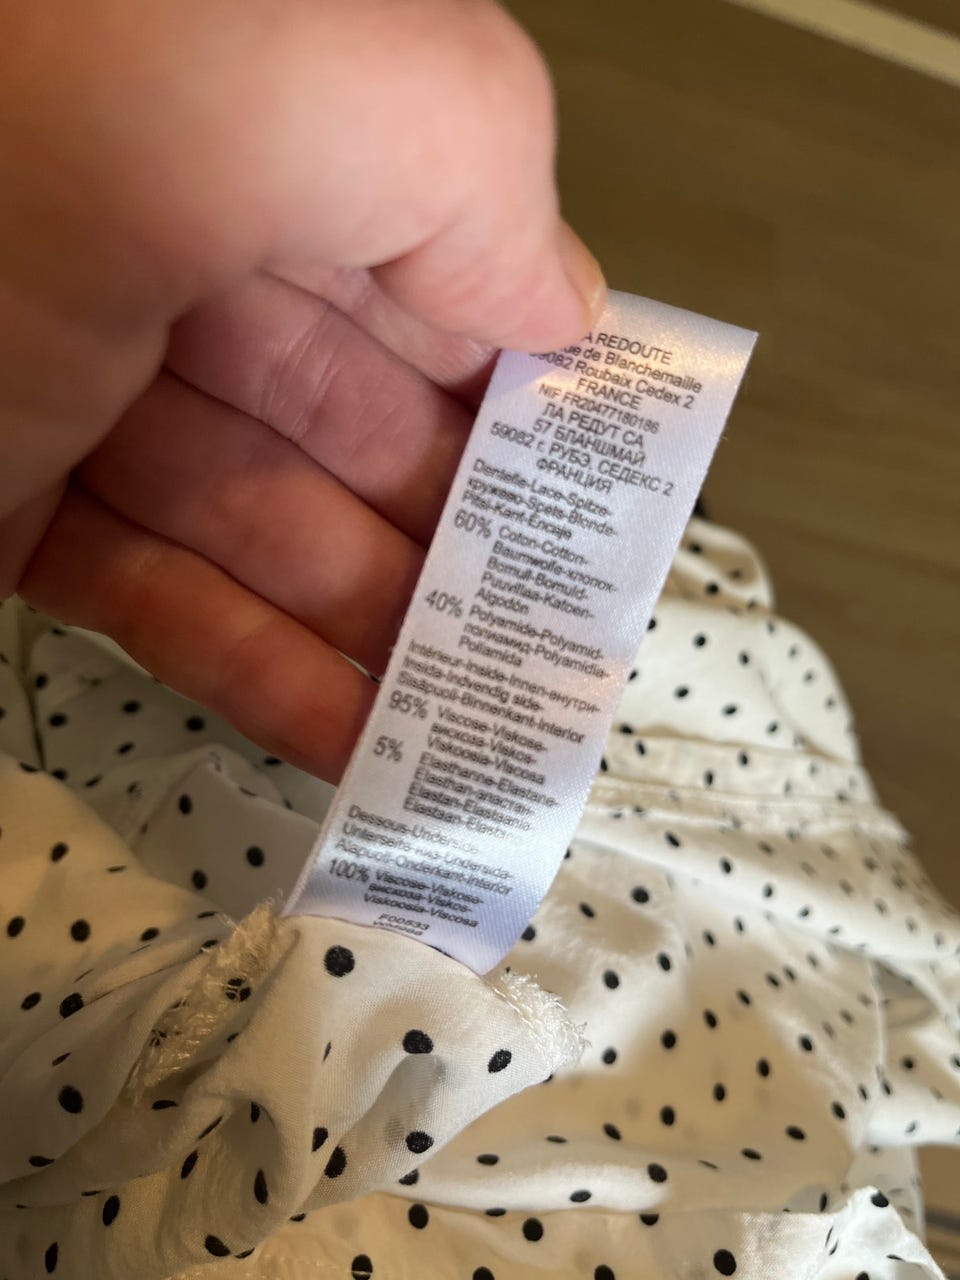 A REDOUTE
de Blanchemaille
59082 Roubaix Cedex 2
FRANCE
NIF FR20477180186
ЛА РЕДУТ СА
57 БЛАНШМАЙ
59082 г. РУБЭ, СЕДЕКС 2
ФРАНЦИЯ
Dentelle-Lace-Spitze-
кружево-Spets-Blonde-
Pitsi-Kant-Encaje
60% Coton-Cotton-
Baumwolle-хлопок-
Bomull-Bomuld-
Puuvillaa-Katoen-
Algodón
40% Polyamide-Polyamid-
полиамид-Polyamidia-
Poliamida
Intérieur-Inside-Innen-внутри-
Insida-Indvendig side-
Sisäpuoli-Binnenkant-Interior
95% Viscose-Viskose-
вискоза-Viskos-
Viskoosia-Viscosa
5% Elasthanne-Elastane-
Elasthan-эластан-
Elastan-Elastaania-
Elastaan-Elastano
Dessous-Underside-
Unterseite-низ-Undersida-
Alapuoli-Onderkant-Interior
100% Viscose-Viskose-
вискоза-Viskos-
Viskoosia-Viscosa
F00533